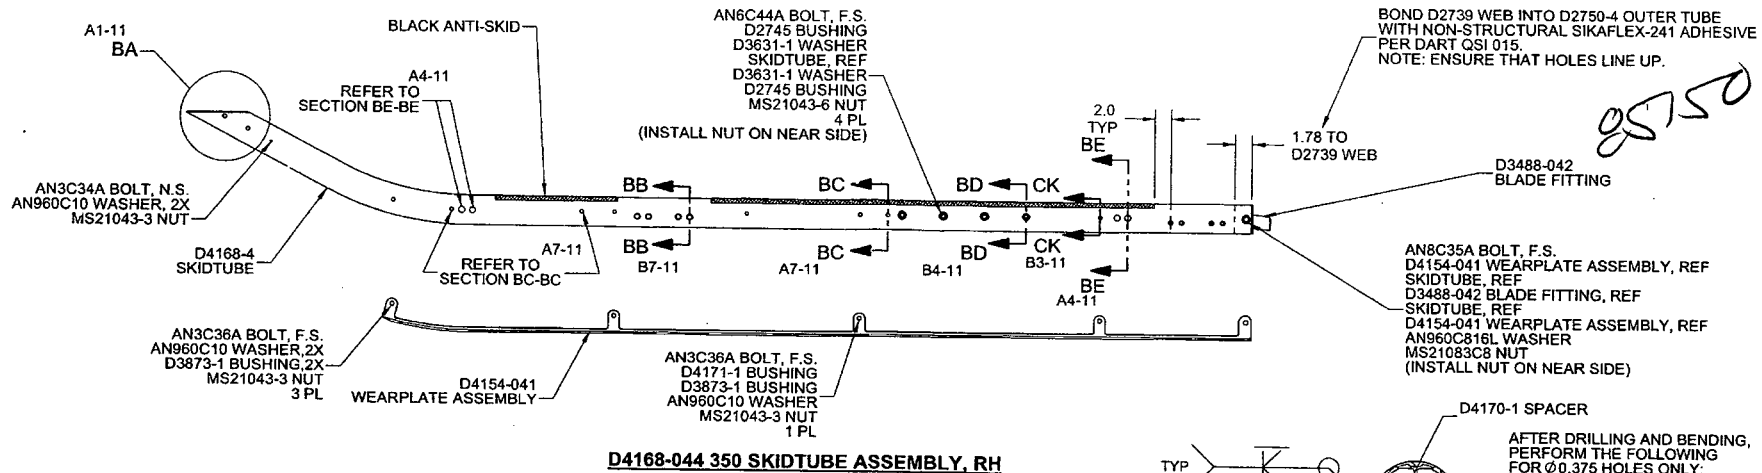 A1-11
BA
BLACK ANTI-SKID
A4-11
REFER TO
SECTION BE-BE
AN6C44A BOLT, F.S.
D2745 BUSHING
D3631-1 WASHER
SKIDTUBE, REF
D3631-1 WASHER
D2745 BUSHING
MS21043-6 NUT
4 PL
(INSTALL NUT ON NEAR SIDE)
BOND D2739 WEB INTO D2750-4 OUTER TUBE
WITH NON-STRUCTURAL SIKAFLEX-241 ADHESIVE
PER DART QSI 015.
NOTE: ENSURE THAT HOLES LINE UP.
2.0
TYP
BE
1.78 TO
D2739 WEB
D3488-042
BLADE FITTING
AN3C34A BOLT, N.S.
AN960C10 WASHER, 2X
MS21043-3 NUT
D4168-4
SKIDTUBE
REFER TO
SECTION BC-BC
A7-11
BB
BB
B7-11
BC
BC
A7-11
BD
BD
B4-11
CK
CK
B3-11
BE
A4-11
AN8C35A BOLT, F.S.
D4154-041 WEARPLATE ASSEMBLY, REF
SKIDTUBE, REF
D3488-042 BLADE FITTING, REF
SKIDTUBE, REF
D4154-041 WEARPLATE ASSEMBLY, REF
AN960C816L WASHER
MS21083C8 NUT
(INSTALL NUT ON NEAR SIDE)
AN3C36A BOLT, F.S.
AN960C10 WASHER,2X
D3873-1 BUSHING,2X
MS21043-3 NUT
3 PL
D4154-041
WEARPLATE ASSEMBLY
AN3C36A BOLT, F.S.
D4171-1 BUSHING
D3873-1 BUSHING
AN960C10 WASHER
MS21043-3 NUT
1 PL
D4168-044 350 SKIDTUBE ASSEMBLY, RH
TYP
D4170-1 SPACER
AFTER DRILLING AND BENDING,
PERFORM THE FOLLOWING
FOR Ø0.375 HOLES ONLY: